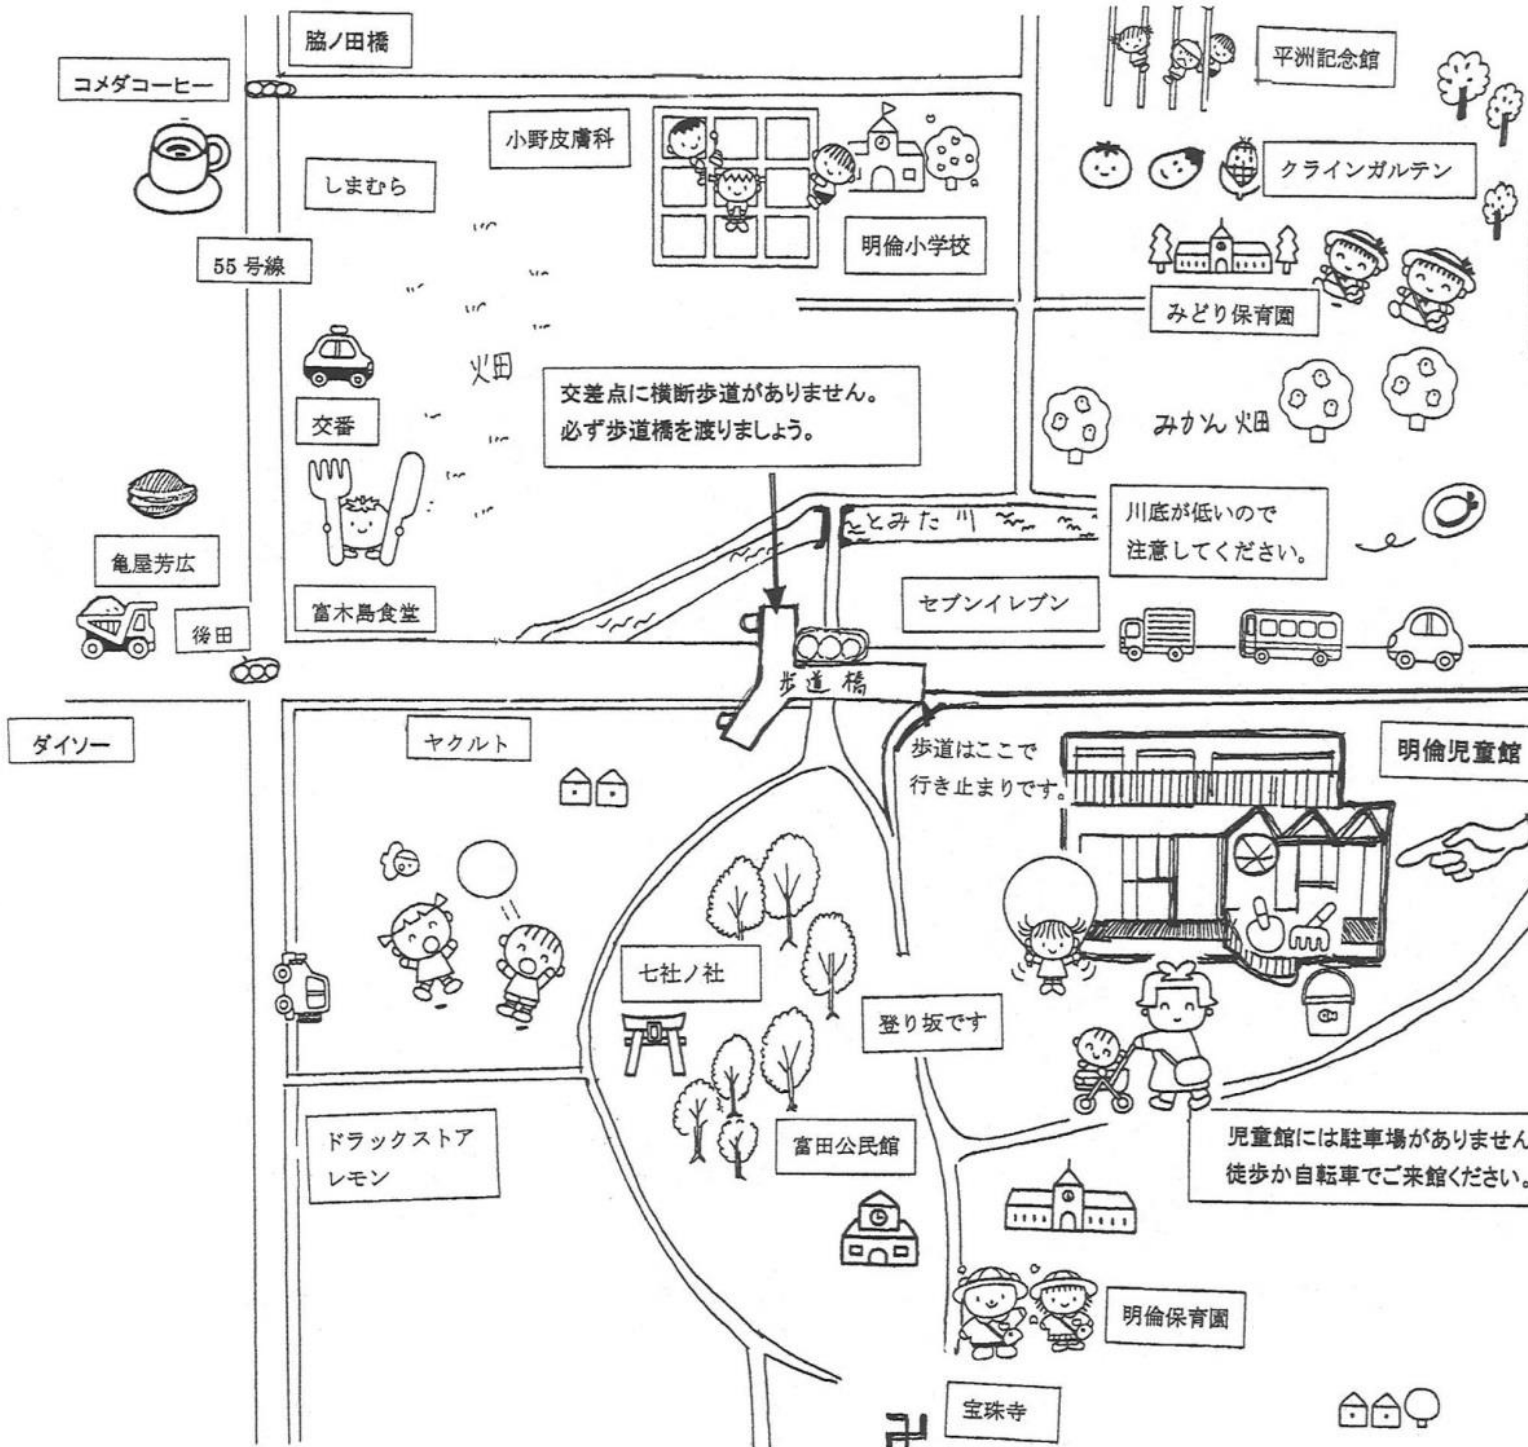 脇ノ田橋
コメダコーヒー
平洲記念館
小野皮膚科
しまむら
クラインガルテン
明倫小学校
55号線
みどり保育園
畑
交差点に横断歩道がありません。
必ず歩道橋を渡りましょう。
交番
みかん畑
とみた川
川底が低いので
注意してください。
亀屋芳広
富木島食堂
セブンイレブン
後田
歩道橋
ダイソー
ヤクルト
歩道はここで
行き止まりです。
明倫児童館
七社ノ社
登り坂です
ドラックストア
レモン
富田公民館
児童館には駐車場がありません
徒歩か自転車でご来館ください。
明倫保育園
宝珠寺